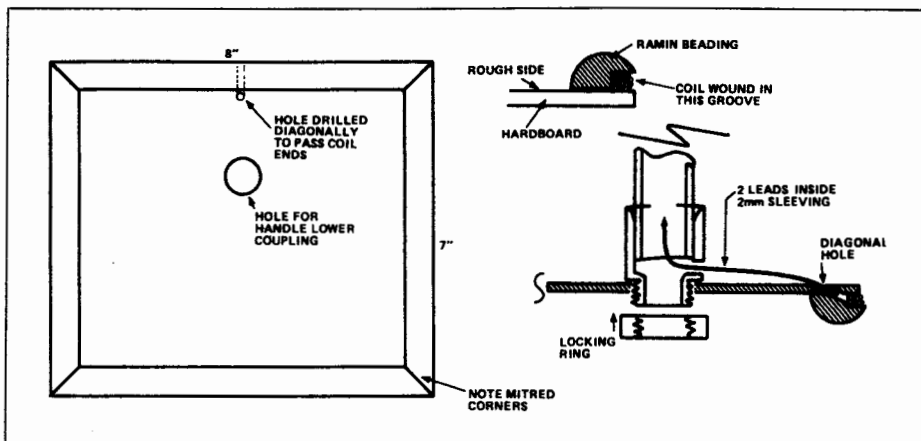 8"
HOLE DRILLED
DIAGONALLY
TO PASS COIL
ENDS
HOLE FOR
HANDLE LOWER
COUPLING
7"
NOTE MITRED
CORNERS
RAMIN BEADING
ROUGH SIDE
COIL WOUND IN
THIS GROOVE
HARDBOARD
2 LEADS INSIDE
2mm SLEEVING
DIAGONAL
HOLE
LOCKING
RING